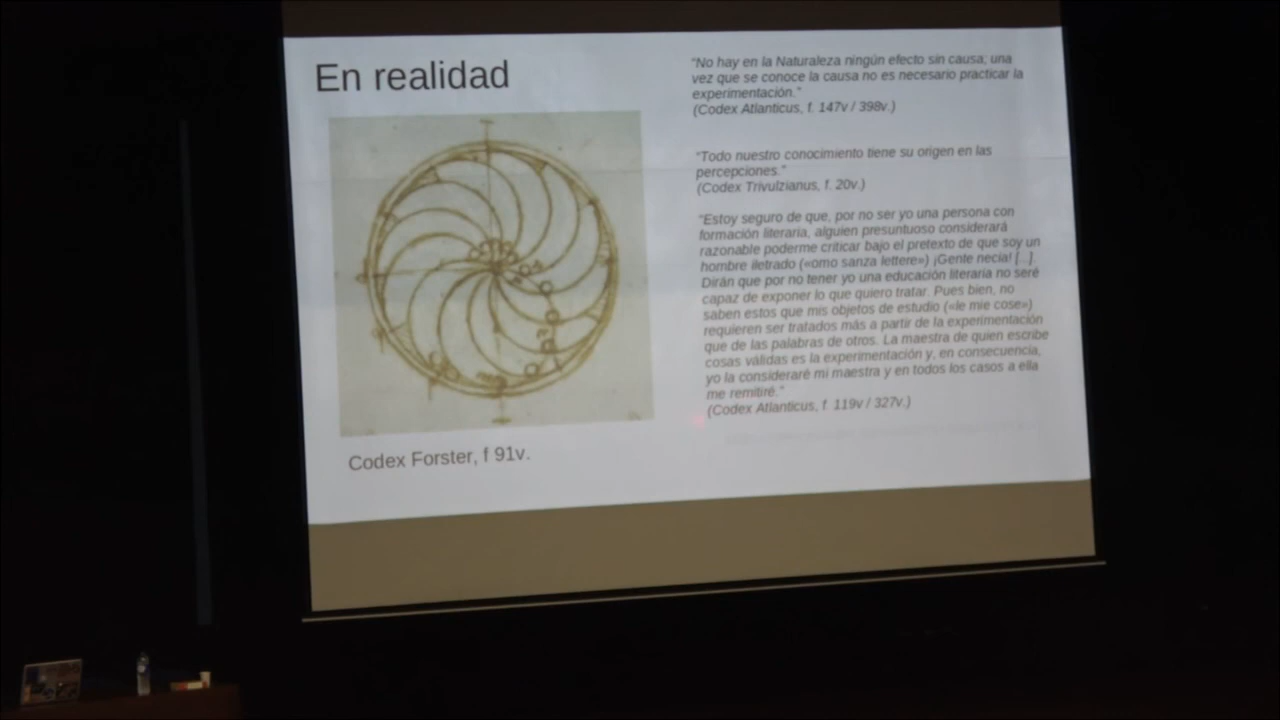 En realidad
Codex Forster, f 91v.
"No hay en la Naturaleza ningún efecto sin causa; una
vez que se conoce la causa no es necesario practicar la
experimentación."
(Codex Atlanticus, f. 147v / 398v.)
"Todo nuestro conocimiento tiene su origen en las
percepciones."
(Codex Trivulzianus, f. 20v.)
"Estoy seguro de que, por no ser yo una persona con
formación literaria, alguien presuntuoso considerará
razonable poderme criticar bajo el pretexto de que soy un
hombre iletrado («omo sanza lettere») ¡Gente necia! [...].
Dirán que por no tener yo una educación literaria no seré
capaz de exponer lo que quiero tratar. Pues bien, no
saben estos que mis objetos de estudio («le mie cose»)
requieren ser tratados más a partir de la experimentación
que de las palabras de otros. La maestra de quien escribe
cosas válidas es la experimentación y, en consecuencia,
yo la consideraré mi maestra y en todos los casos a ella
me remitiré."
(Codex Atlanticus, f. 119v / 327v.)